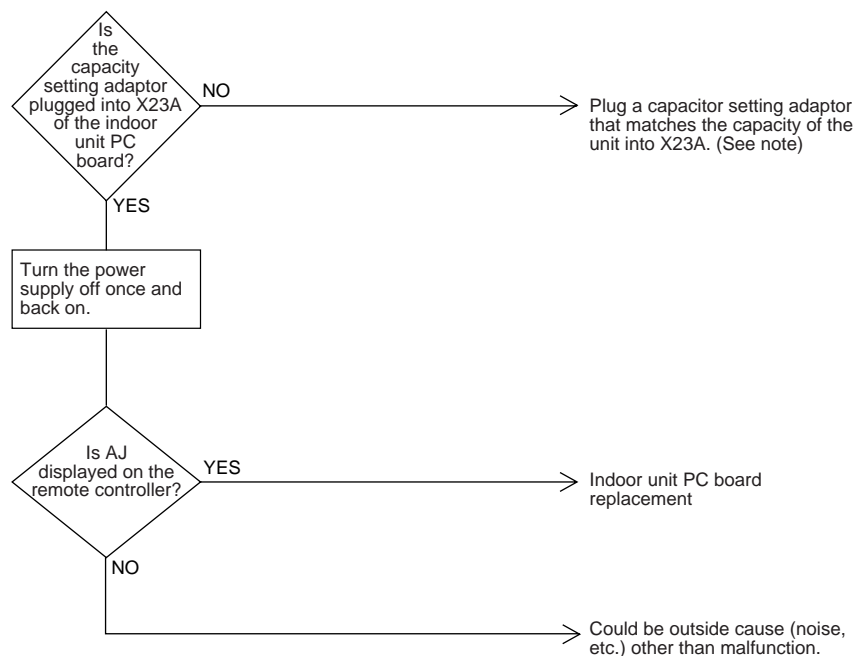 Is
the
capacity
setting adaptor
plugged into X23A
of the indoor
unit PC
board?
NO
Plug a capacitor setting adaptor
that matches the capacity of the
unit into X23A. (See note)
YES
Turn the power
supply off once and
back on.
Is AJ
displayed on the
remote controller?
YES
Indoor unit PC board
replacement
NO
Could be outside cause (noise,
etc.) other than malfunction.